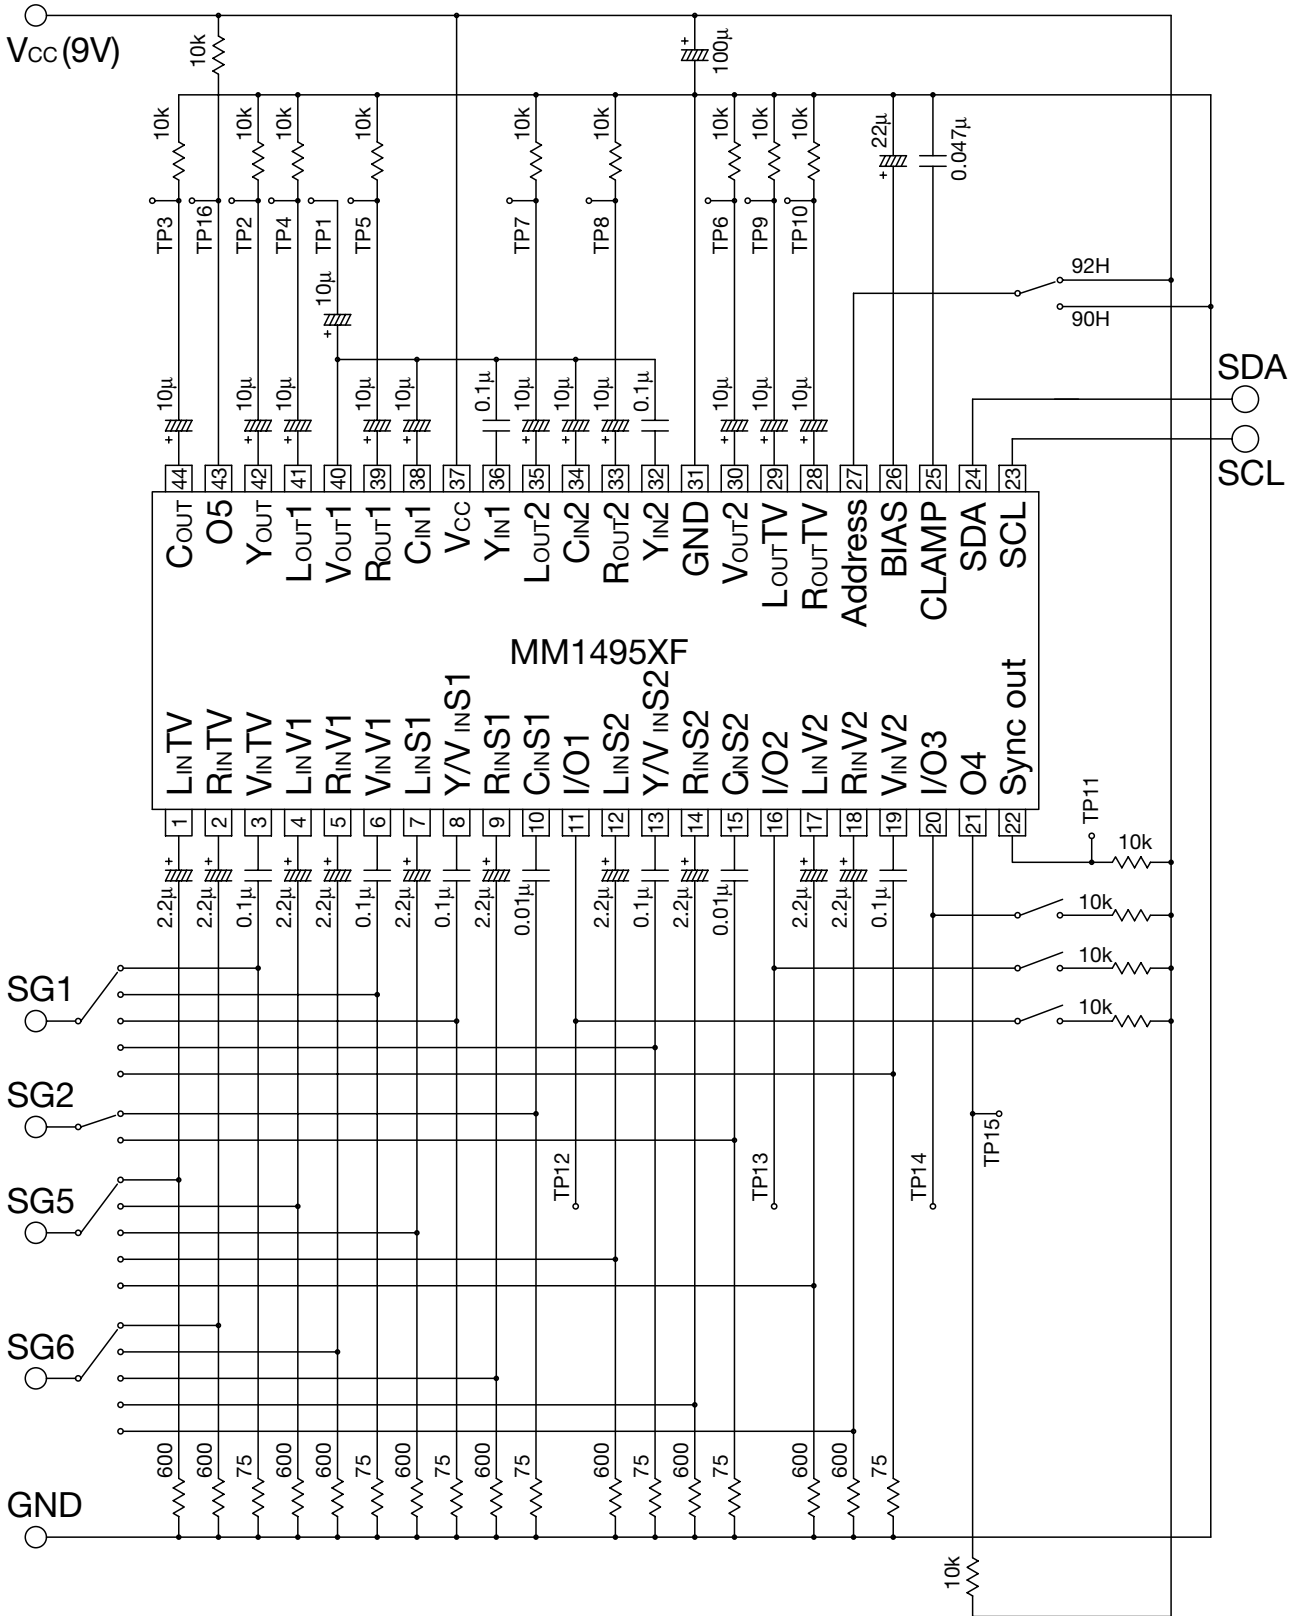 VCC (9V)
10k
+
100µ
10k
10k
10k
10k
10k
10k
10k
10k
10k
22µ
+
0.047µ
TP3
TP16
TP2
TP4
TP1
TP5
TP7
TP8
TP6
TP9
TP10
10µ
+
92H
90H
SDA
SCL
10µ
10µ
10µ
10µ
10µ
0.1µ
10µ
10µ
10µ
0.1µ
10µ
10µ
10µ
+
+
+
+
+
+
+
+
+
+
+
44
43
42
41
40
39
38
37
36
35
34
33
32
31
30
29
28
27
26
25
24
23
COUT
O5
YOUT
LOUT1
VOUT1
ROUT1
CIN1
VCC
YIN1
LOUT2
CIN2
ROUT2
YIN2
GND
VOUT2
LOUTTV
ROUTTV
Address
BIAS
CLAMP
SDA
SCL
MM1495XF
LINTV
RINTV
VINTV
LINV1
RINV1
VINV1
LINS1
Y/VINS1
RINS1
CINS1
I/O1
LINS2
Y/VINS2
RINS2
CINS2
I/O2
LINV2
RINV2
VINV2
I/O3
O4
Sync out
1
2
3
4
5
6
7
8
9
10
11
12
13
14
15
16
17
18
19
20
21
22
+
+
+
+
+
+
+
+
+
+
2.2µ
2.2µ
0.1µ
2.2µ
2.2µ
0.1µ
2.2µ
0.1µ
2.2µ
0.01µ
2.2µ
0.1µ
2.2µ
0.01µ
2.2µ
2.2µ
0.1µ
TP11
10k
10k
10k
10k
SG1
SG2
SG5
SG6
TP12
TP13
TP14
TP15
600
600
75
600
600
75
600
75
600
75
600
75
600
75
600
600
75
GND
10k